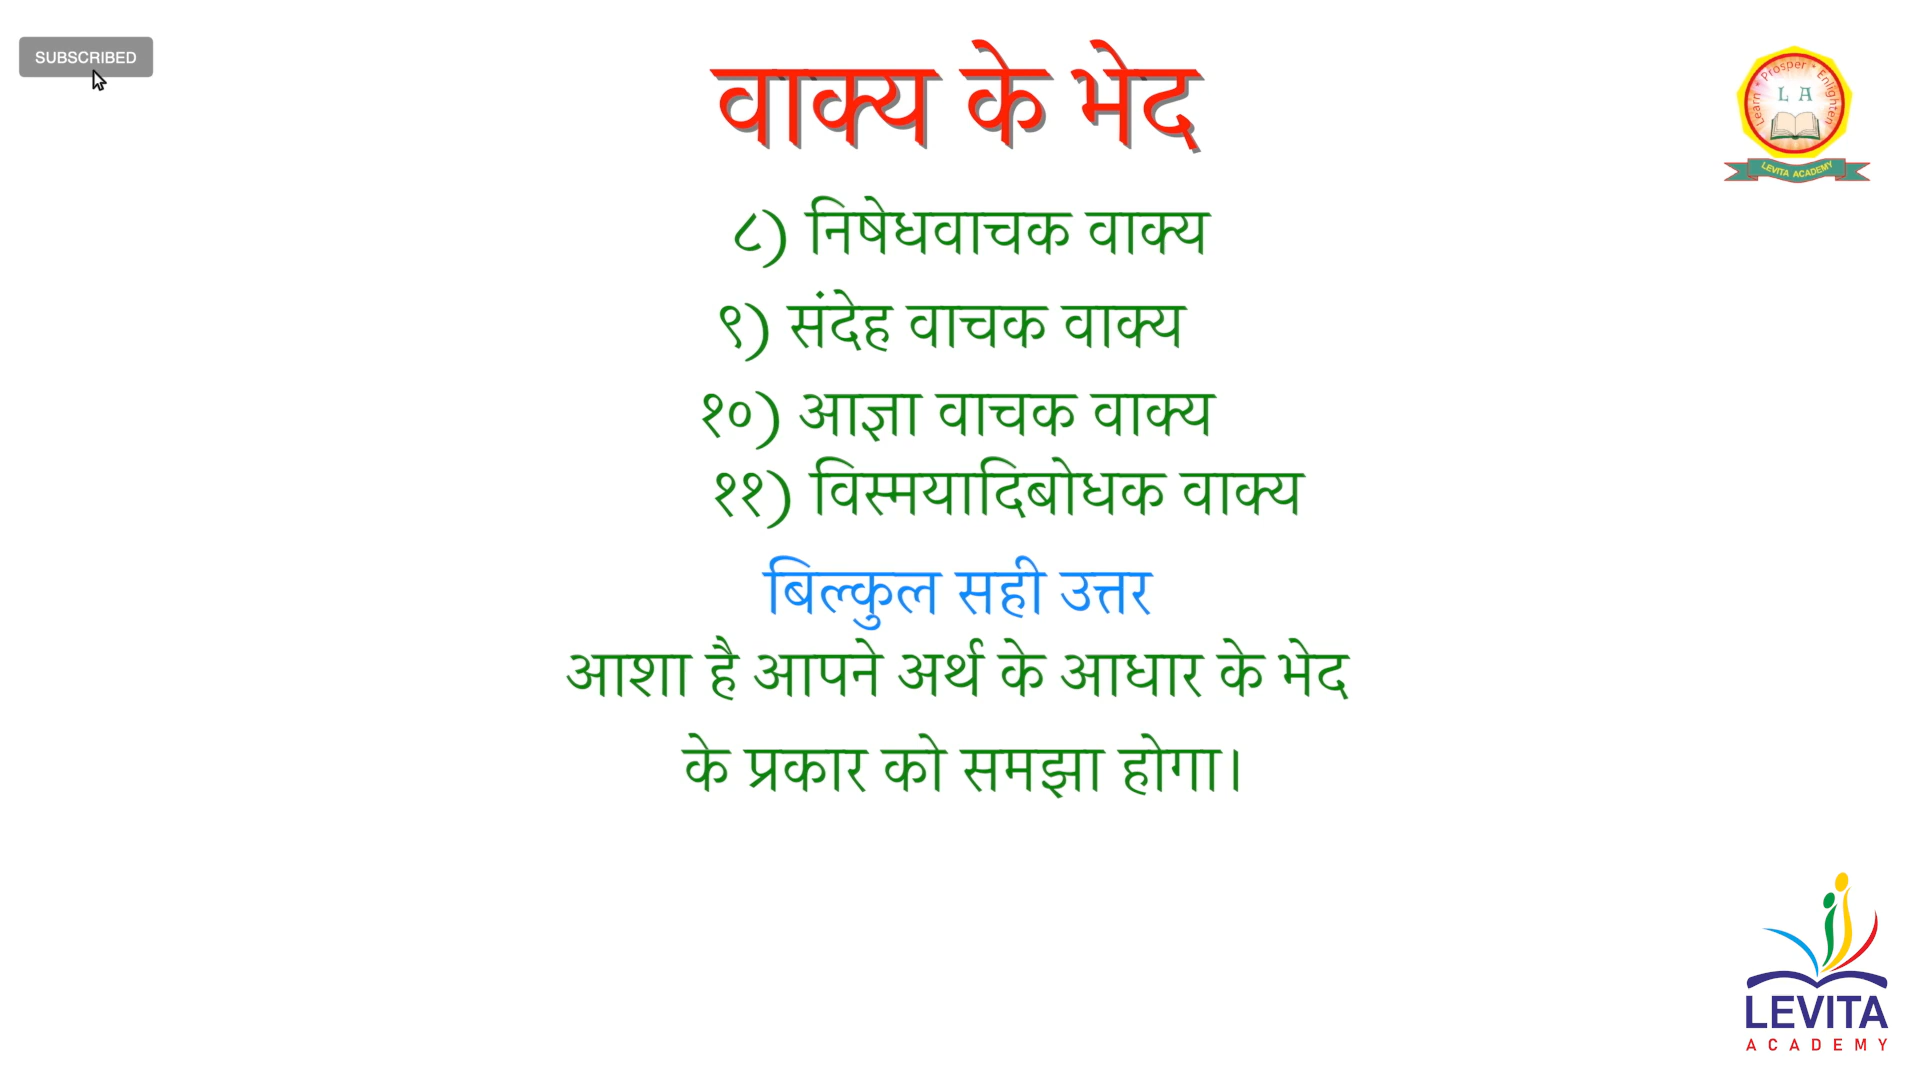 SUBSCRIBED
वाक्य के भेद
Learn • Prosper • Enlighten
L A
LEVITA ACADEMY
८) निषेधवाचक वाक्य
९) संदेह वाचक वाक्य
१०) आज्ञा वाचक वाक्य
११) विस्मयादिबोधक वाक्य
बिल्कुल सही उत्तर
आशा है आपने अर्थ के आधार के भेद
के प्रकार को समझा होगा।
LEVITA
ACADEMY